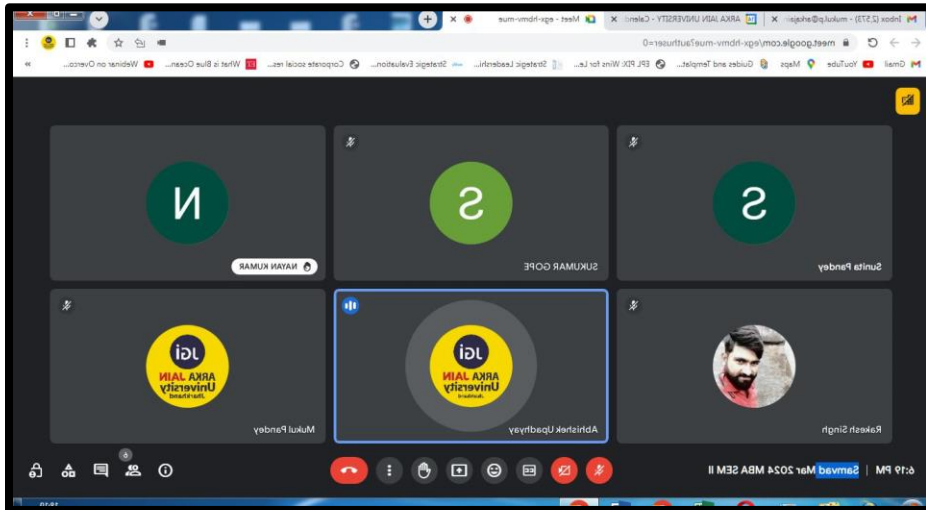 Inbox (2,573) - mukul.p@arkajain ARKA JAIN UNIVERSITY - Calend Meet - egx-hbmv-mue
meet.google.com/egx-hbmv-mue?authuser=0
Gmail YouTube Maps Guides and Templat... EPL PIX: Wins for Le... Strategic Leadershi... Strategic Evaluation... Corporate social res... What is Blue Ocean... Webinar on Overco... »
S S N
Sunita Pandey SUKUMAR GOPE NAYAN KUMAR
JGi JGi
ARKA JAIN ARKA JAIN
University University
Jharkhand Jharkhand
Rakesh Singh Abhishek Upadhyay Mukul Pandey
6:19 PM | Samvad Mar 2024 MBA SEM II 6